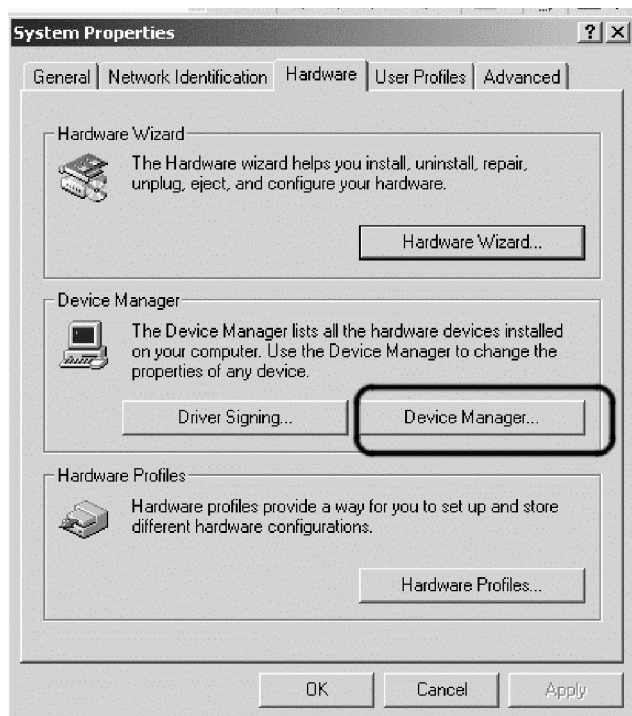 System Properties
General
Network Identification
Hardware
User Profiles
Advanced
Hardware Wizard
The Hardware wizard helps you install, uninstall, repair,
unplug, eject, and configure your hardware.
Hardware Wizard...
Device Manager
The Device Manager lists all the hardware devices installed
on your computer. Use the Device Manager to change the
properties of any device.
Driver Signing...
Device Manager...
Hardware Profiles
Hardware profiles provide a way for you to set up and store
different hardware configurations.
Hardware Profiles...
OK
Cancel
Apply